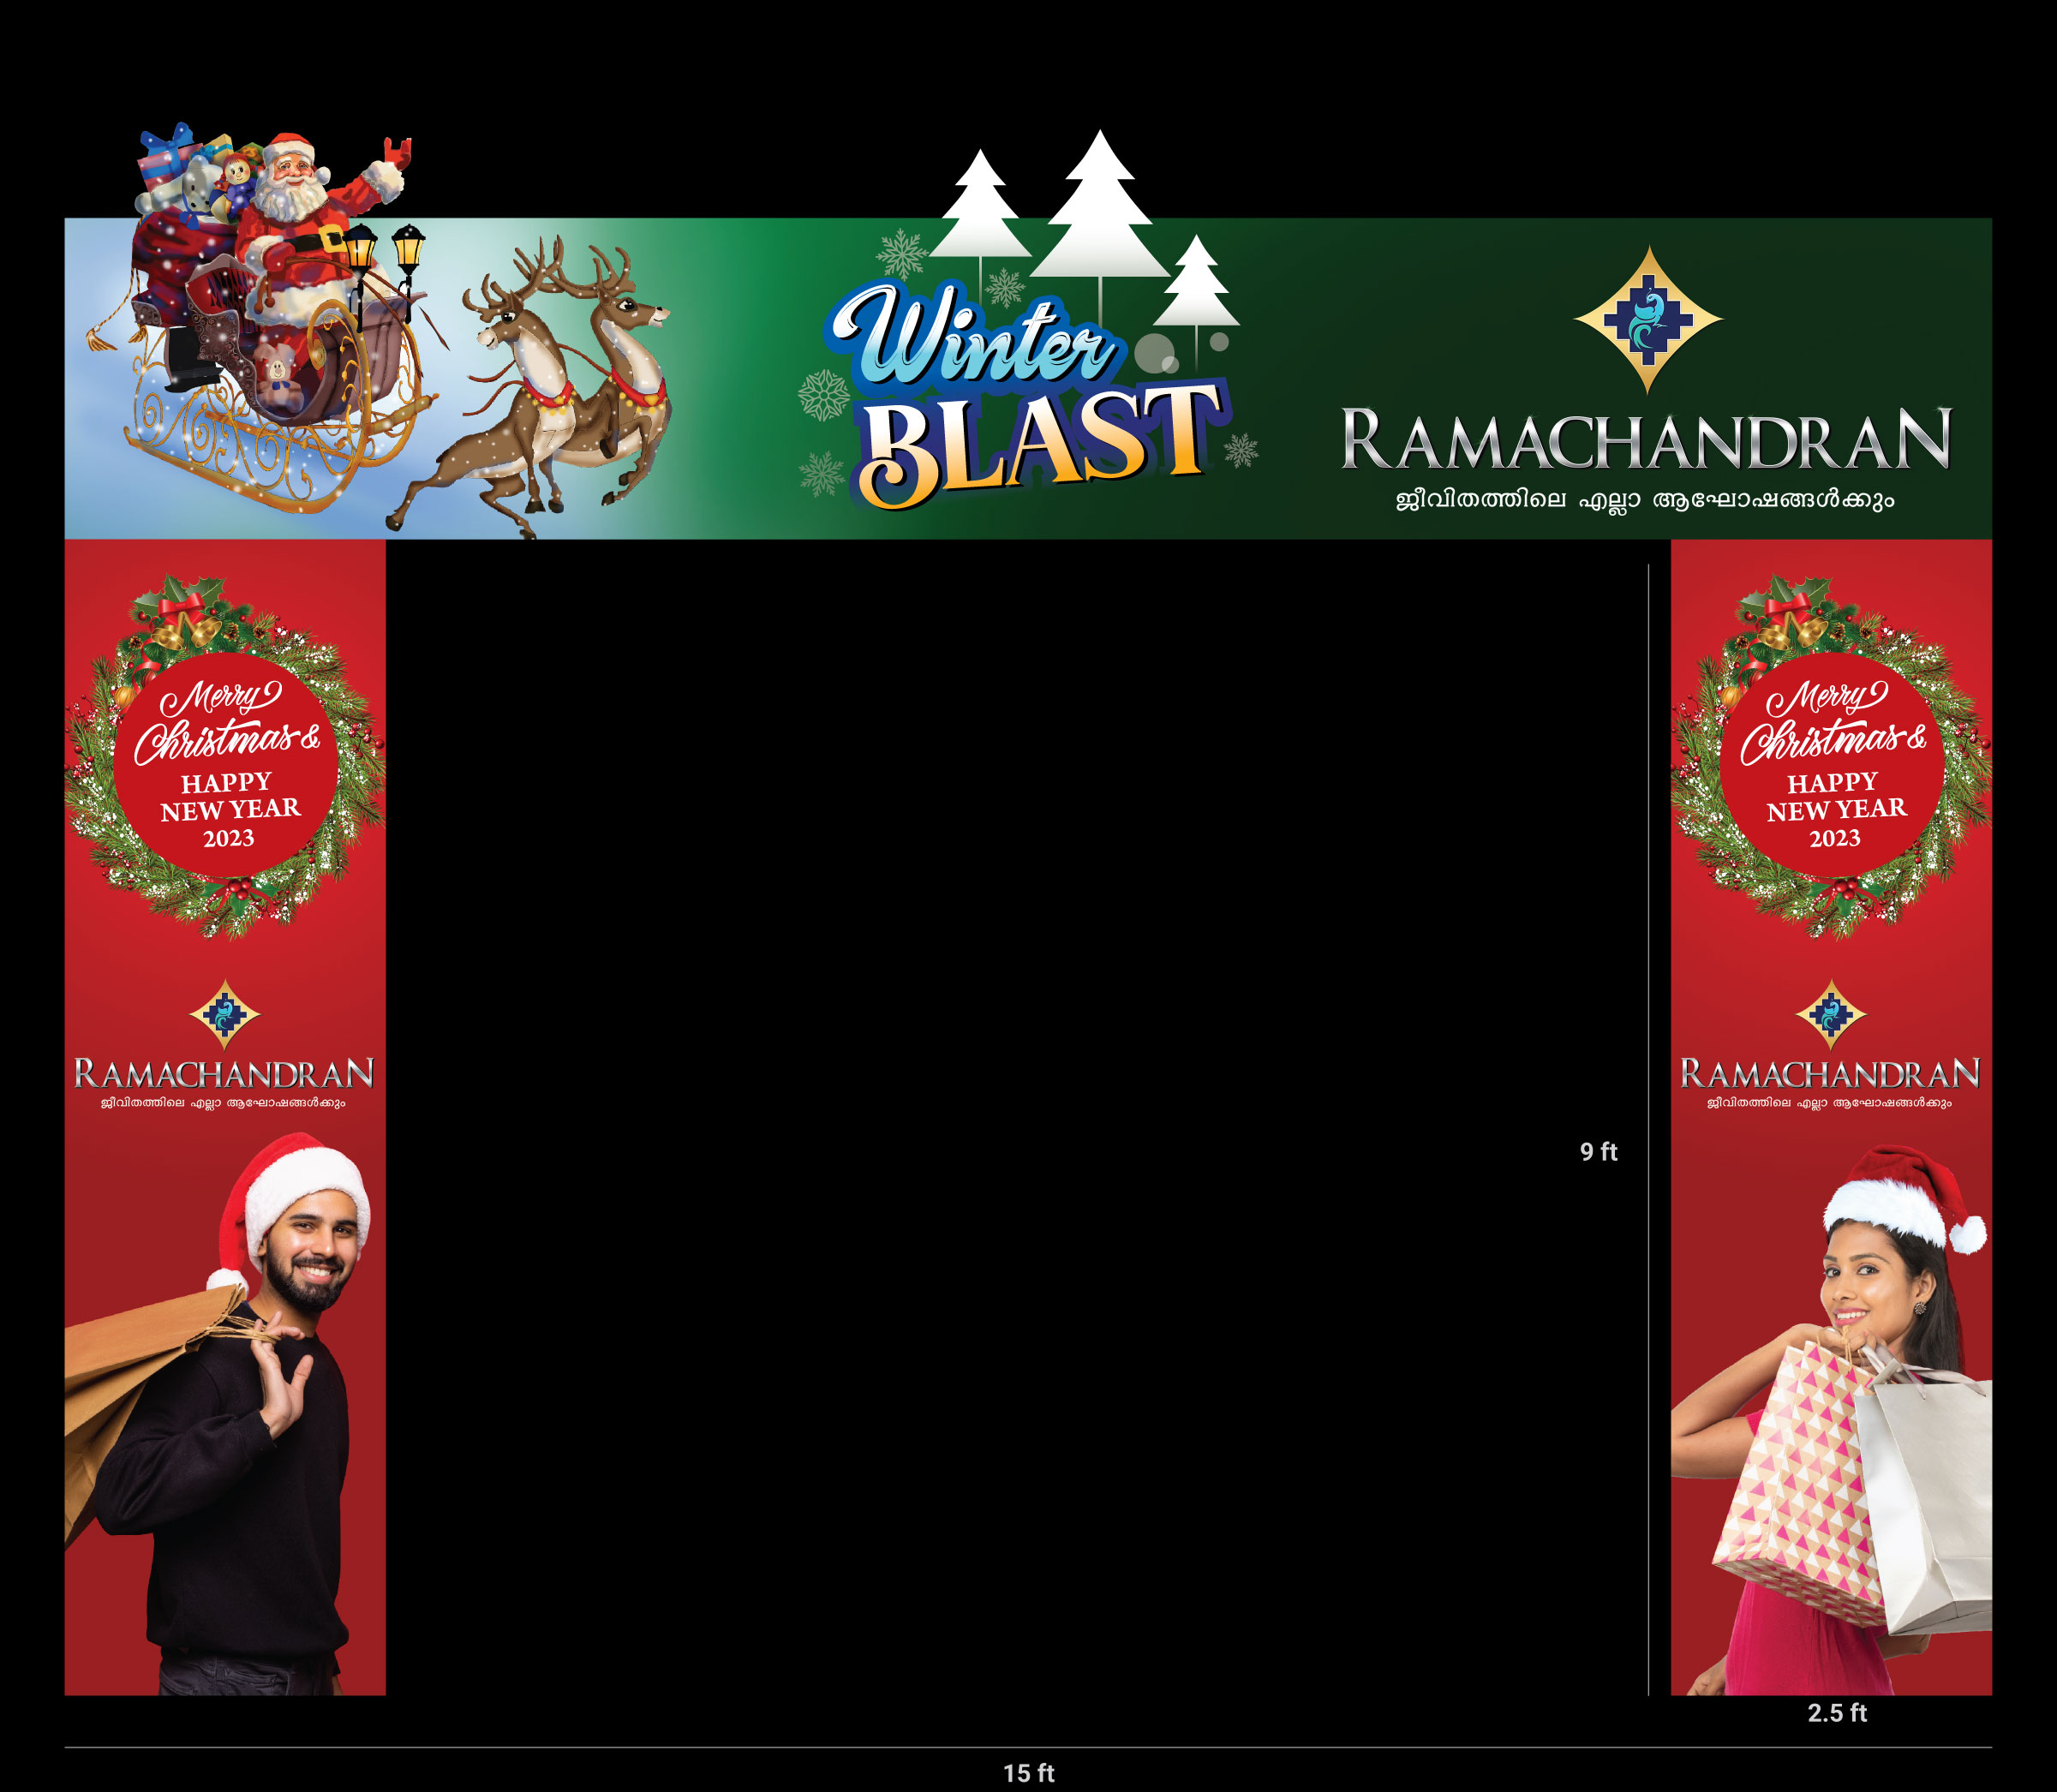 Winter
BLAST
RAMACHANDRAN
ജീവിതത്തിലെ എല്ലാ ആഘോഷങ്ങൾക്കും
Merry
Christmas &
HAPPY
NEW YEAR
2023
RAMACHANDRAN
ജീവിതത്തിലെ എല്ലാ ആഘോഷങ്ങൾക്കും
Merry
Christmas &
HAPPY
NEW YEAR
2023
RAMACHANDRAN
ജീവിതത്തിലെ എല്ലാ ആഘോഷങ്ങൾക്കും
9 ft
2.5 ft
15 ft